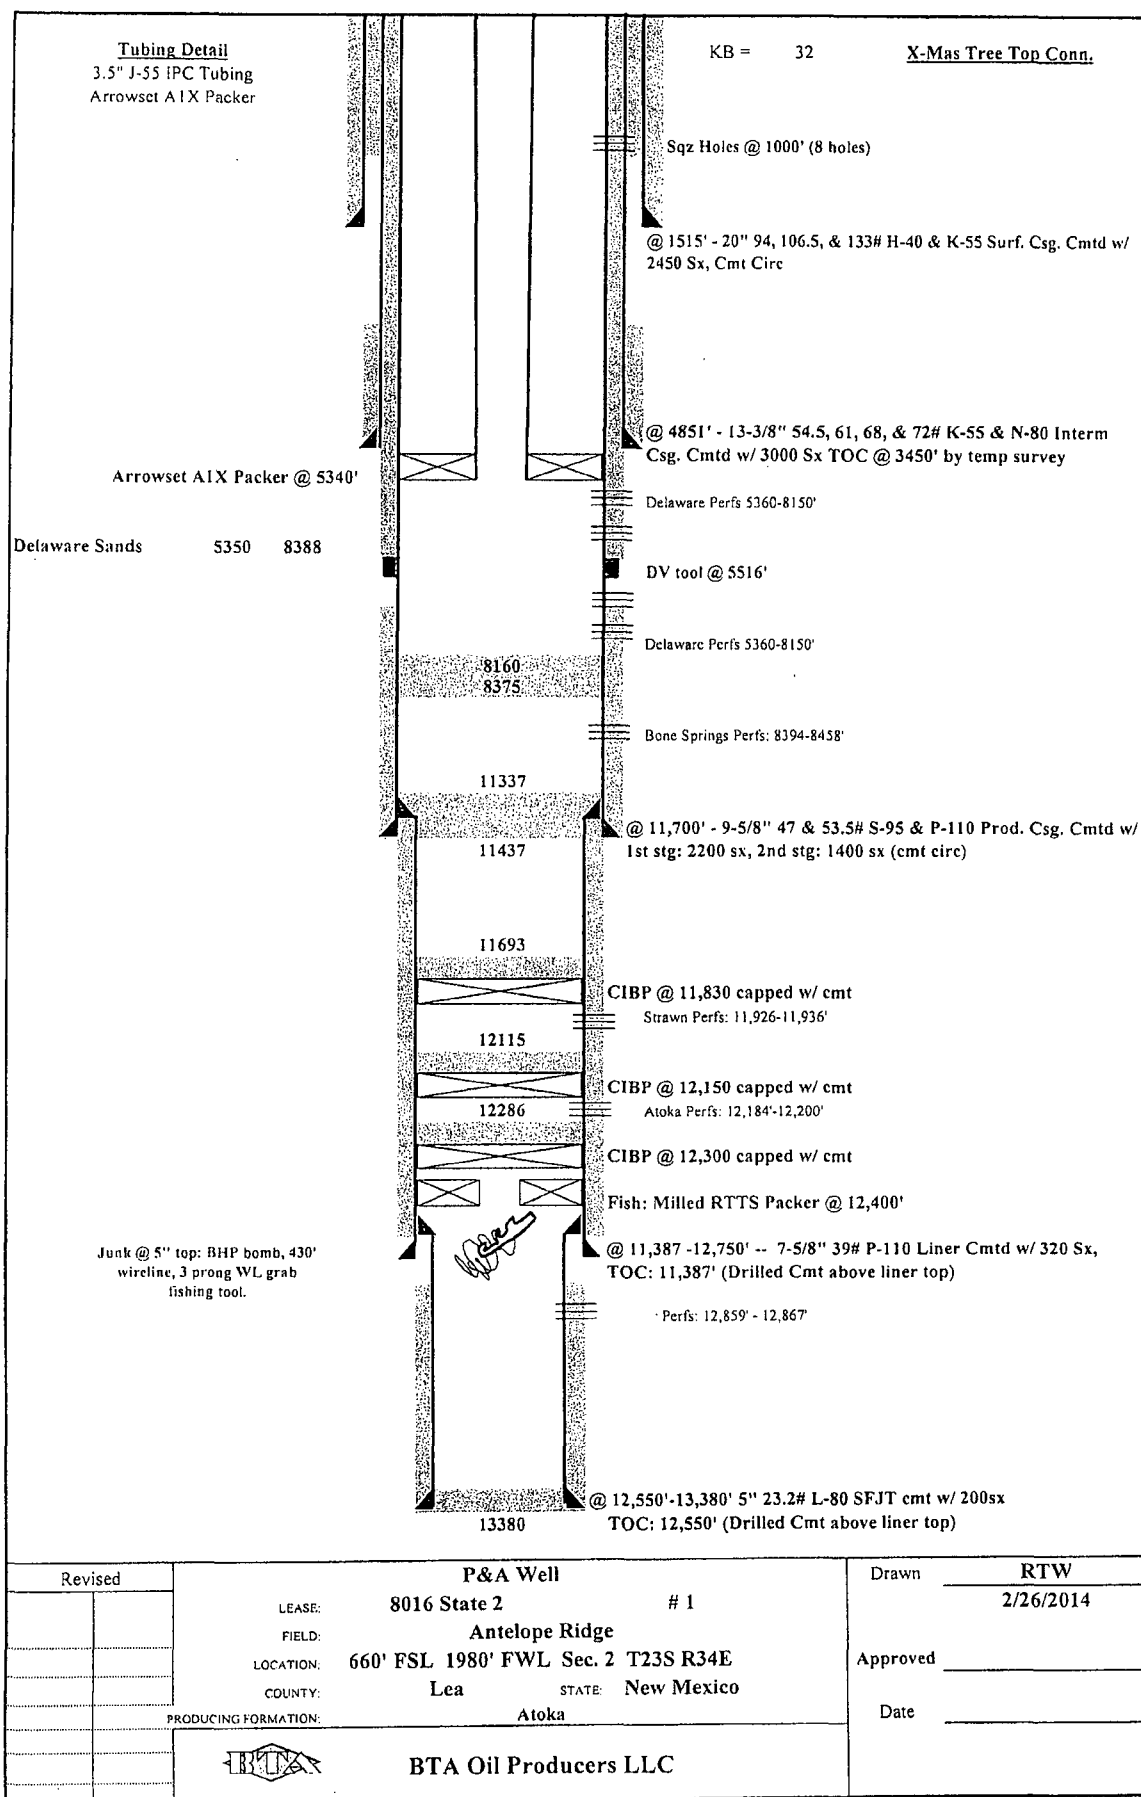 Tubing Detail
3.5" J-55 IPC Tubing
Arrowset A1X Packer
KB = 32
X-Mas Tree Top Conn.
Sqz Holes @ 1000' (8 holes)
@ 1515' - 20" 94, 106.5, & 133# H-40 & K-55 Surf. Csg. Cmtd w/
2450 Sx, Cmt Circ
@ 4851' - 13-3/8" 54.5, 61, 68, & 72# K-55 & N-80 Interm
Csg. Cmtd w/ 3000 Sx TOC @ 3450' by temp survey
Arrowset A1X Packer @ 5340'
Delaware Perfs 5360-8150'
Delaware Sands 5350 8388
DV tool @ 5516'
Delaware Perfs 5360-8150'
8160
8375
Bone Springs Perfs: 8394-8458'
11337
@ 11,700' - 9-5/8" 47 & 53.5# S-95 & P-110 Prod. Csg. Cmtd w/
1st stg: 2200 sx, 2nd stg: 1400 sx (cmt circ)
11437
11693
CIBP @ 11,830 capped w/ cmt
Strawn Perfs: 11,926-11,936'
12115
CIBP @ 12,150 capped w/ cmt
12286
Atoka Perfs: 12,184'-12,200'
CIBP @ 12,300 capped w/ cmt
Fish: Milled RTTS Packer @ 12,400'
Junk @ 5" top: BHP bomb, 430'
wireline, 3 prong WL grab
fishing tool.
@ 11,387 -12,750' -- 7-5/8" 39# P-110 Liner Cmtd w/ 320 Sx,
TOC: 11,387' (Drilled Cmt above liner top)
Perfs: 12,859' - 12,867'
@ 12,550'-13,380' 5" 23.2# L-80 SFJT cmt w/ 200sx
TOC: 12,550' (Drilled Cmt above liner top)
13380
Revised
P&A Well
LEASE: 8016 State 2 # 1
FIELD: Antelope Ridge
LOCATION: 660' FSL 1980' FWL Sec. 2 T23S R34E
COUNTY: Lea STATE: New Mexico
PRODUCING FORMATION: Atoka
Drawn RTW
2/26/2014
Approved
Date
BTA
BTA Oil Producers LLC